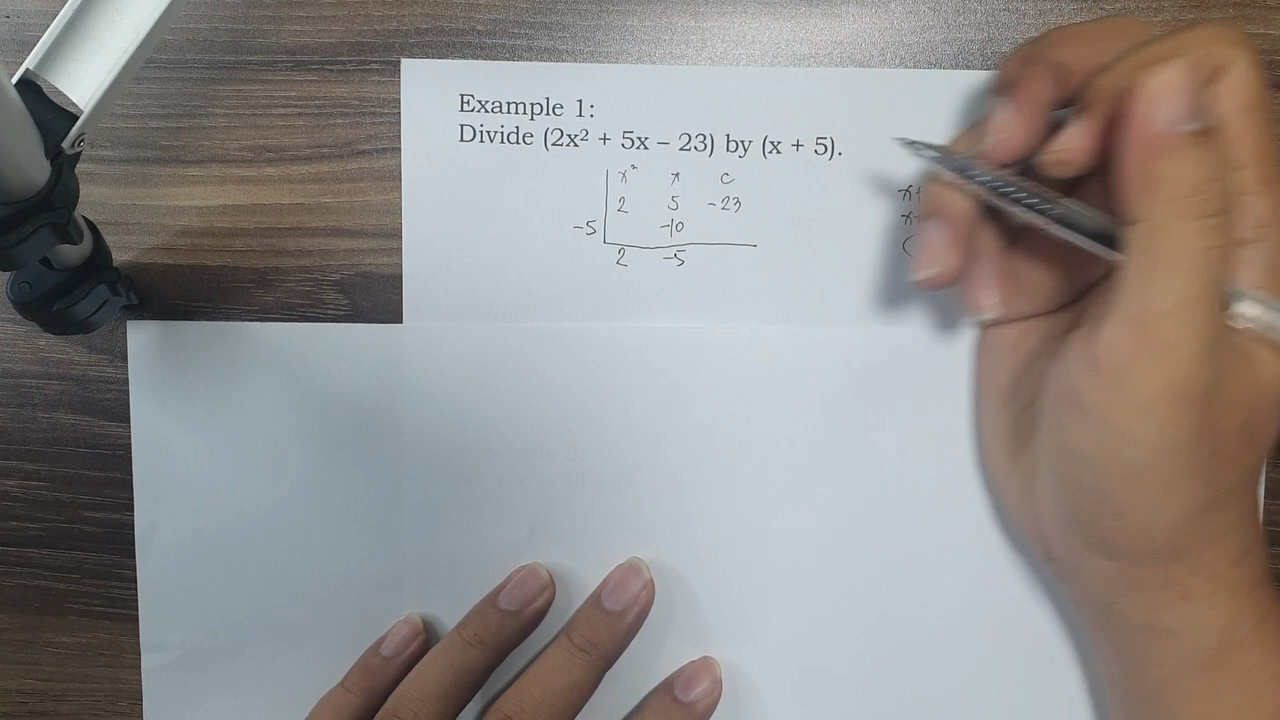 Example 1:
Divide (2x² + 5x – 23) by (x + 5).
x² x c
2 5 -23
-5 -10
2 -5
x+
x
(